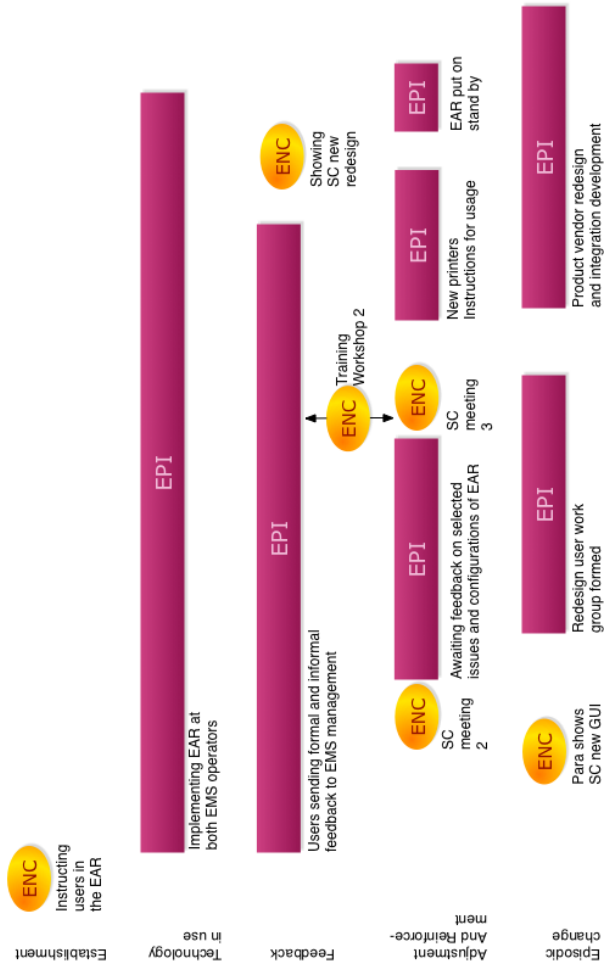 Establishment
ENC
Instructing
users in
the EAR
Technology
in use
EPI
Implementing EAR at
both EMS operators
Feedback
EPI
Users sending formal and informal
feedback to EMS management
ENC
Showing
SC new
redesign
ENC
Training
Workshop 2
Adjustment
And Reinforce-
ment
ENC
SC
meeting
2
EPI
Awaiting feedback on selected
issues and configurations of EAR
ENC
SC
meeting
3
EPI
New printers
Instructions for usage
EPI
EAR put on
stand by
Episodic
change
ENC
Para shows
SC new GUI
EPI
Redesign user work
group formed
EPI
Product vendor redesign
and integration development